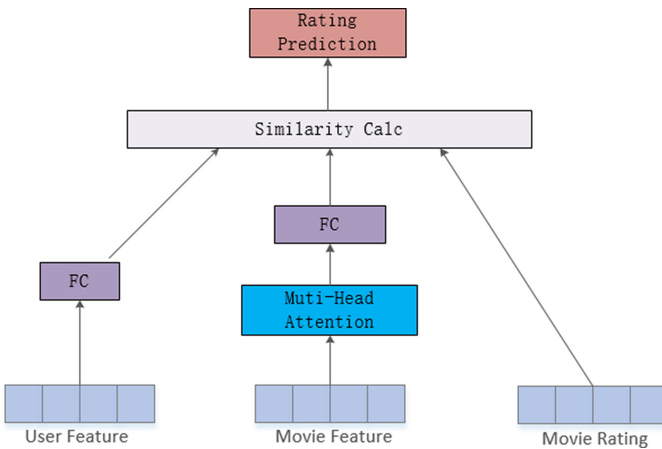 Rating
Prediction
Similarity Calc
FC
FC
Muti-Head
Attention
User Feature
Movie Feature
Movie Rating